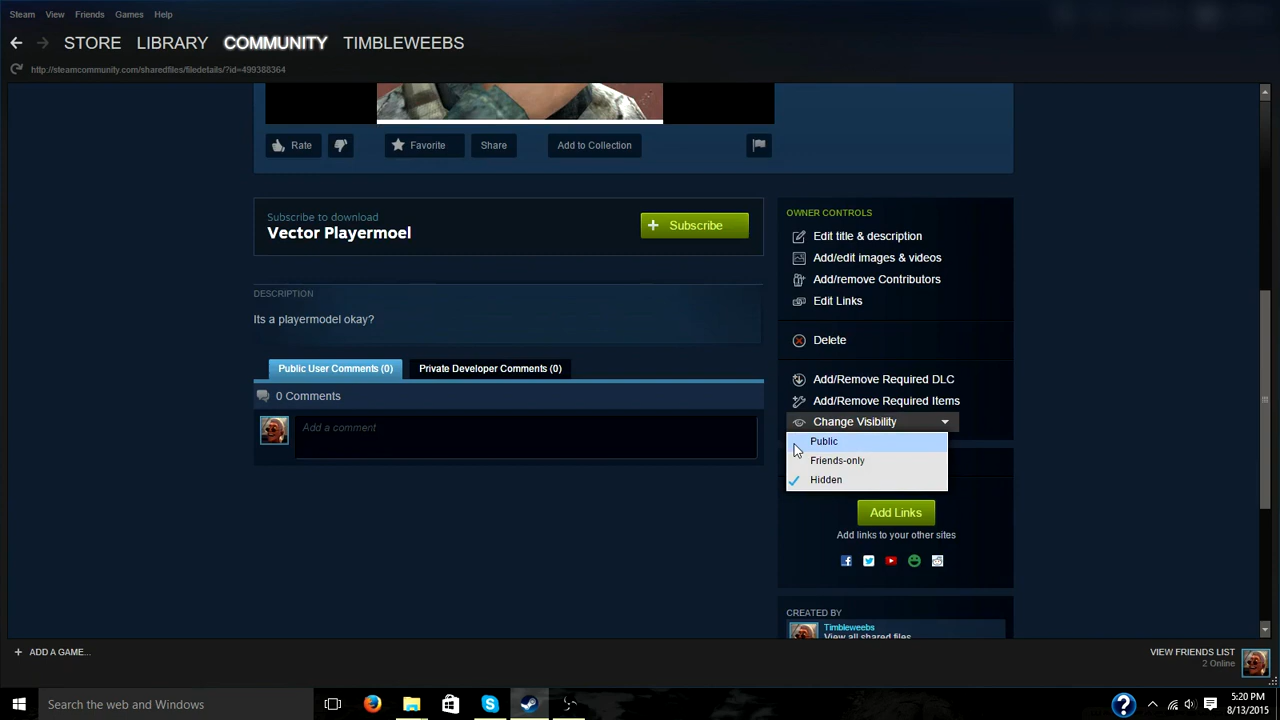 Steam View Friends Games Help
STORE LIBRARY COMMUNITY TIMBLEWEEBS
http://steamcommunity.com/sharedfiles/filedetails/?id=499388364
Rate Favorite Share Add to Collection
Subscribe to download
Vector Playermoel
+ Subscribe
DESCRIPTION
Its a playermodel okay?
Public User Comments (0) Private Developer Comments (0)
0 Comments
Add a comment
OWNER CONTROLS
Edit title & description
Add/edit images & videos
Add/remove Contributors
Edit Links
Delete
Add/Remove Required DLC
Add/Remove Required Items
Change Visibility
Public
Friends-only
Hidden
Add Links
Add links to your other sites
CREATED BY
Timbleweebs
View all shared files
+ ADD A GAME...
VIEW FRIENDS LIST
2 Online
Search the web and Windows
5:20 PM
8/13/2015